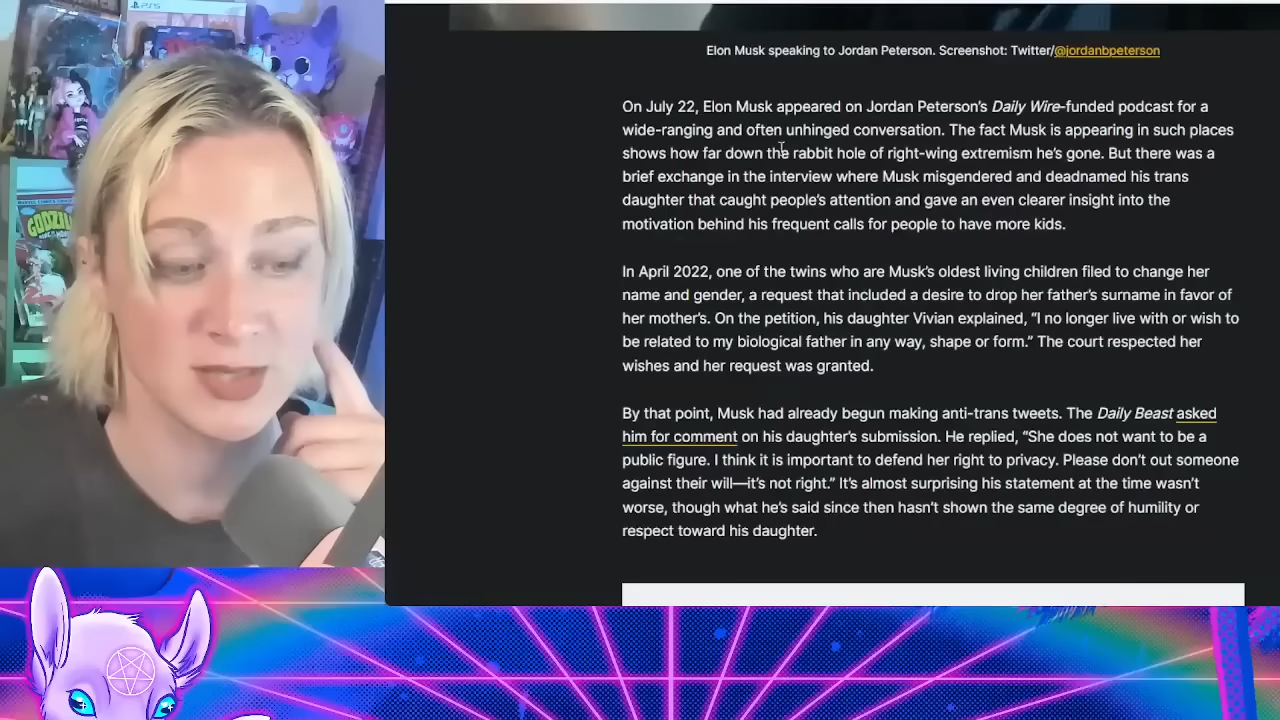 PS5
MARVEL COMICS GROUP
GODZILLA
Elon Musk speaking to Jordan Peterson. Screenshot: Twitter/@jordanbpeterson
On July 22, Elon Musk appeared on Jordan Peterson's Daily Wire-funded podcast for a
wide-ranging and often unhinged conversation. The fact Musk is appearing in such places
shows how far down the rabbit hole of right-wing extremism he's gone. But there was a
brief exchange in the interview where Musk misgendered and deadnamed his trans
daughter that caught people's attention and gave an even clearer insight into the
motivation behind his frequent calls for people to have more kids.
In April 2022, one of the twins who are Musk's oldest living children filed to change her
name and gender, a request that included a desire to drop her father's surname in favor of
her mother's. On the petition, his daughter Vivian explained, “I no longer live with or wish to
be related to my biological father in any way, shape or form.” The court respected her
wishes and her request was granted.
By that point, Musk had already begun making anti-trans tweets. The Daily Beast asked
him for comment on his daughter's submission. He replied, “She does not want to be a
public figure. I think it is important to defend her right to privacy. Please don't out someone
against their will—it's not right.” It's almost surprising his statement at the time wasn't
worse, though what he's said since then hasn't shown the same degree of humility or
respect toward his daughter.